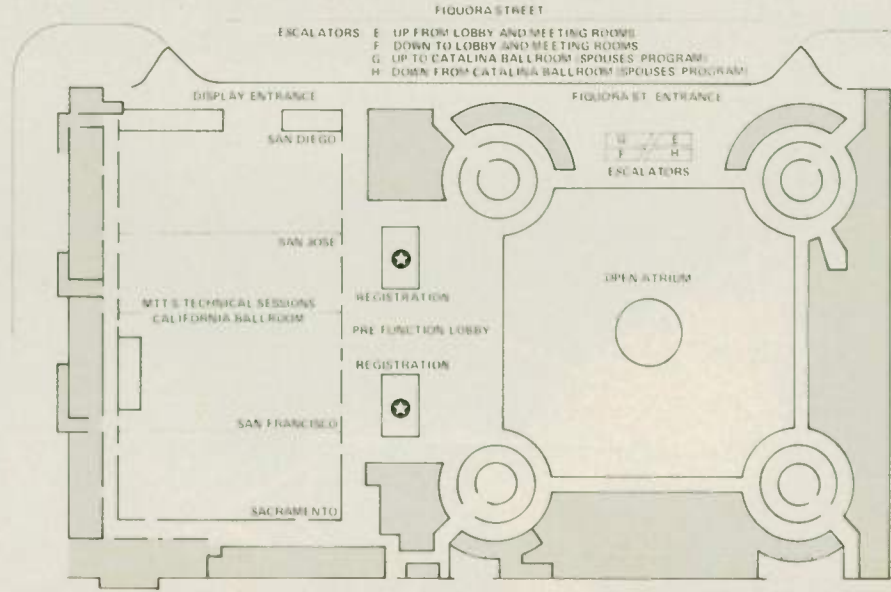 FIQUORA STREET
ESCALATORS E UP FROM LOBBY AND MEETING ROOMS
F DOWN TO LOBBY AND MEETING ROOMS
G UP TO CATALINA BALLROOM (SPOUSES PROGRAM)
H DOWN FROM CATALINA BALLROOM (SPOUSES PROGRAM)
DISPLAY ENTRANCE
FIQUORA ST. ENTRANCE
SAN DIEGO
G E
F H
ESCALATORS
SAN JOSE
OPEN ATRIUM
REGISTRATION
MTT S TECHNICAL SESSIONS
CALIFORNIA BALLROOM
PRE FUNCTION LOBBY
REGISTRATION
SAN FRANCISCO
SACRAMENTO